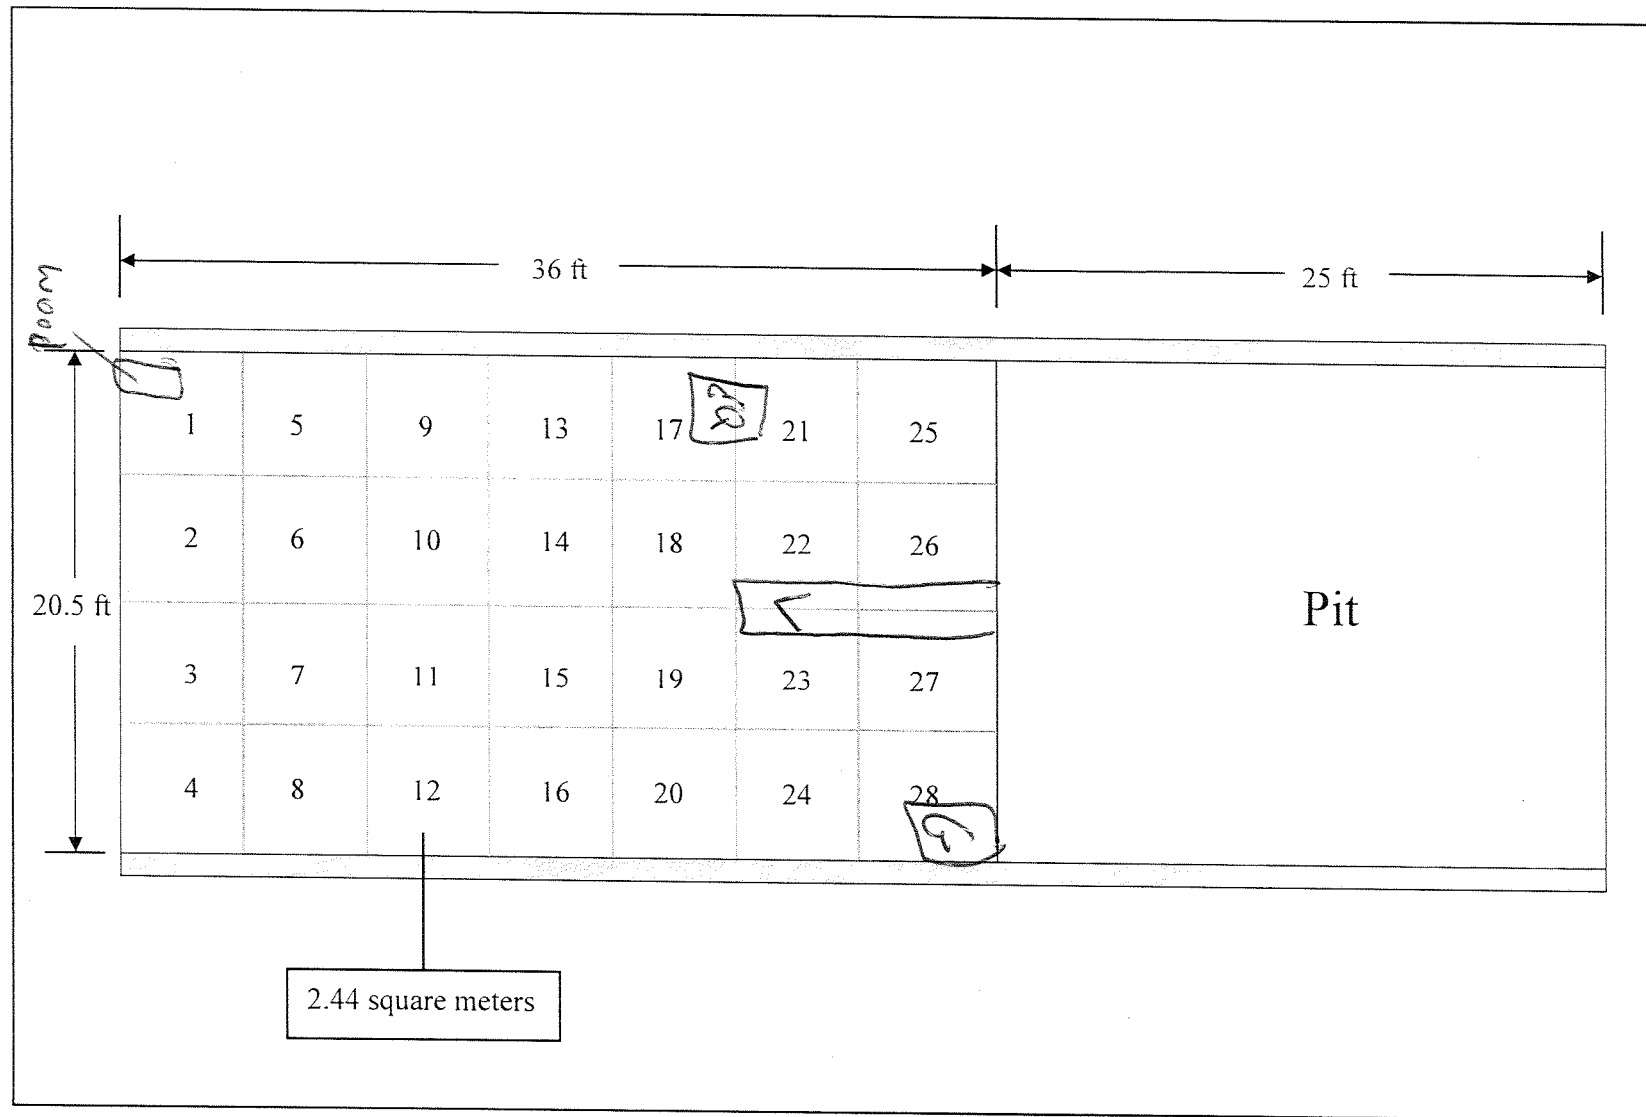 36 ft
25 ft
wood
1 5 9 13 17 21 25
2 6 10 14 18 22 26
20.5 ft
Pit
3 7 11 15 19 23 27
4 8 12 16 20 24 28
2.44 square meters